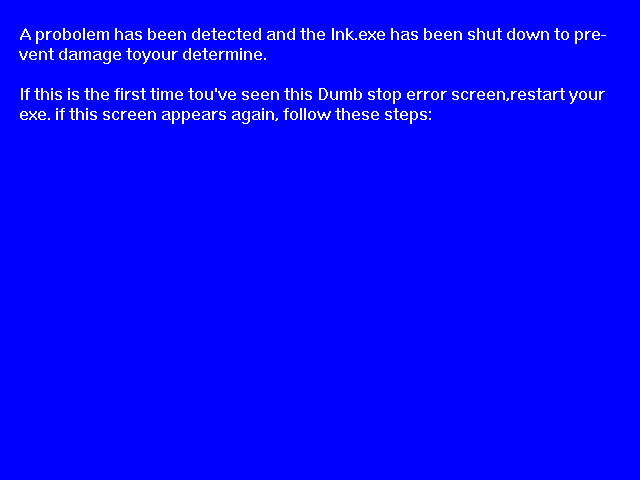 A probolem has been detected and the Ink.exe has been shut down to pre-
vent damage toyour determine.
If this is the first time tou've seen this Dumb stop error screen,restart your
exe. if this screen appears again, follow these steps: